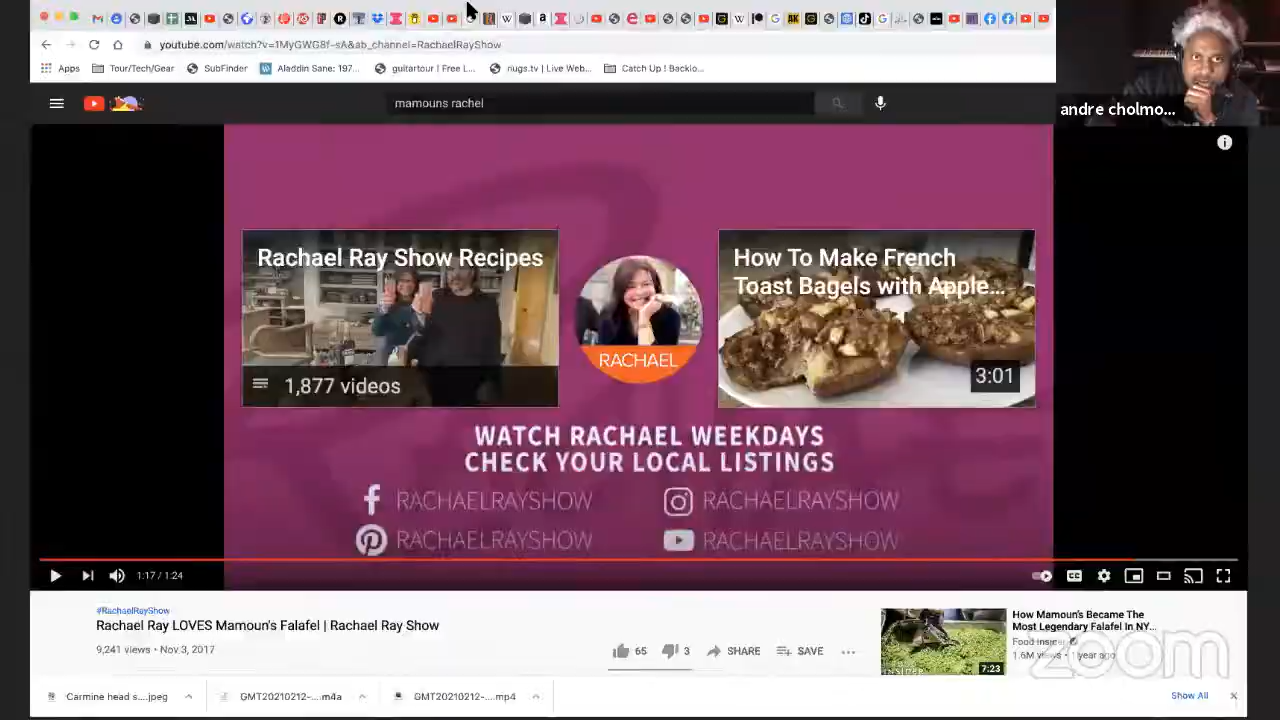 youtube.com/watch?v=1MyGWG8f-sA&ab_channel=RachaelRayShow
Apps
Tour/Tech/Gear
SubFinder
Aladdin Sane: 197...
guitartour | Free L...
nugs.tv | Live Web...
Catch Up ! Backlo...
andre cholmo...
mamouns rachel
Rachael Ray Show Recipes
1,877 videos
RACHAEL
How To Make French
Toast Bagels with Apple...
3:01
WATCH RACHAEL WEEKDAYS
CHECK YOUR LOCAL LISTINGS
RACHAELRAYSHOW
RACHAELRAYSHOW
RACHAELRAYSHOW
RACHAELRAYSHOW
1:17 / 1:24
#RachaelRayShow
Rachael Ray LOVES Mamoun's Falafel | Rachael Ray Show
9,241 views • Nov 3, 2017
65
3
SHARE
SAVE
How Mamoun's Became The
Most Legendary Falafel In NY...
Food Insider
1.6M views • 1 year ago
7:23
INSIDER
zoom
Carmine head s....jpeg
GMT20210212-....m4a
GMT20210212-....mp4
Show All